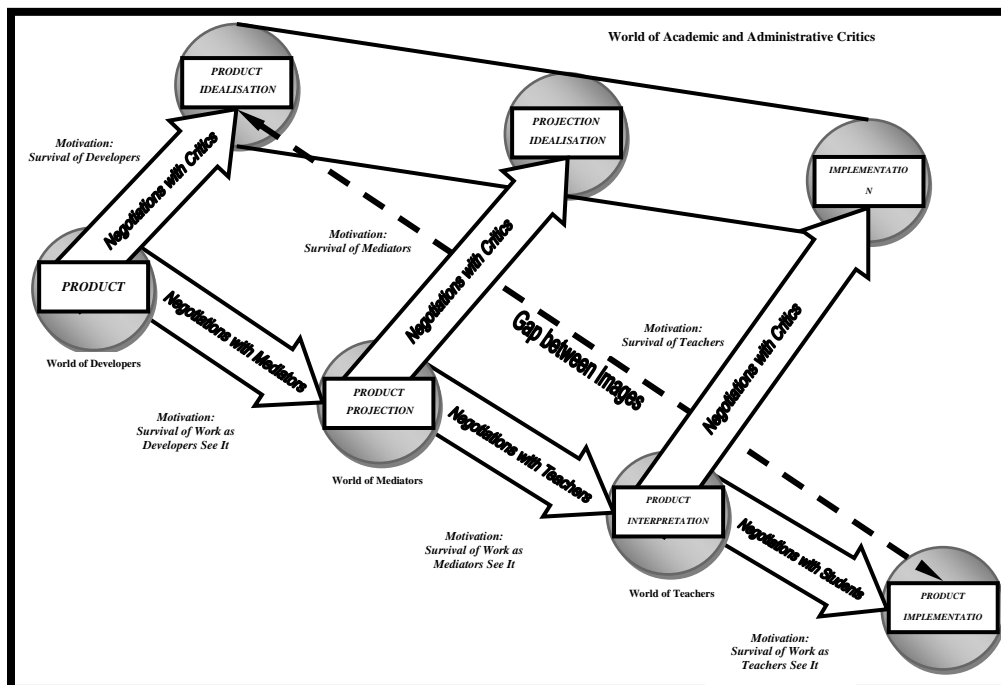 World of Academic and Administrative Critics
PRODUCT
IDEALISATION
PROJECTION
IDEALISATION
IMPLEMENTATIO
N
Motivation:
Survival of Developers
Negotiations with Critics
Motivation:
Survival of Mediators
Negotiations with Critics
PRODUCT
World of Developers
Negotiations with Mediators
Gap between Images
Motivation:
Survival of Teachers
Negotiations with Critics
PRODUCT
PROJECTION
World of Mediators
Motivation:
Survival of Work as
Developers See It
Negotiations with Teachers
PRODUCT
INTERPRETATION
World of Teachers
Motivation:
Survival of Work as
Mediators See It
Negotiations with Students
PRODUCT
IMPLEMENTATIO
Motivation:
Survival of Work as
Teachers See It